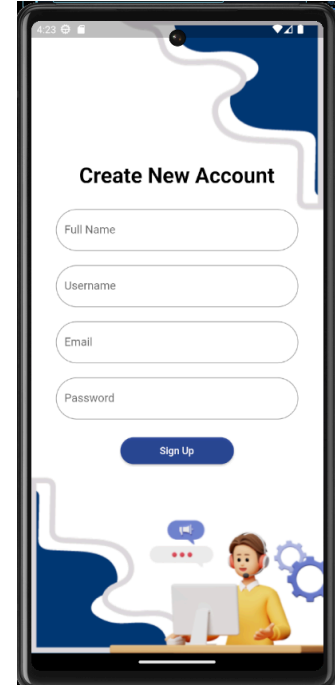 4:23
Create New Account
Full Name
Username
Email
Password
Sign Up